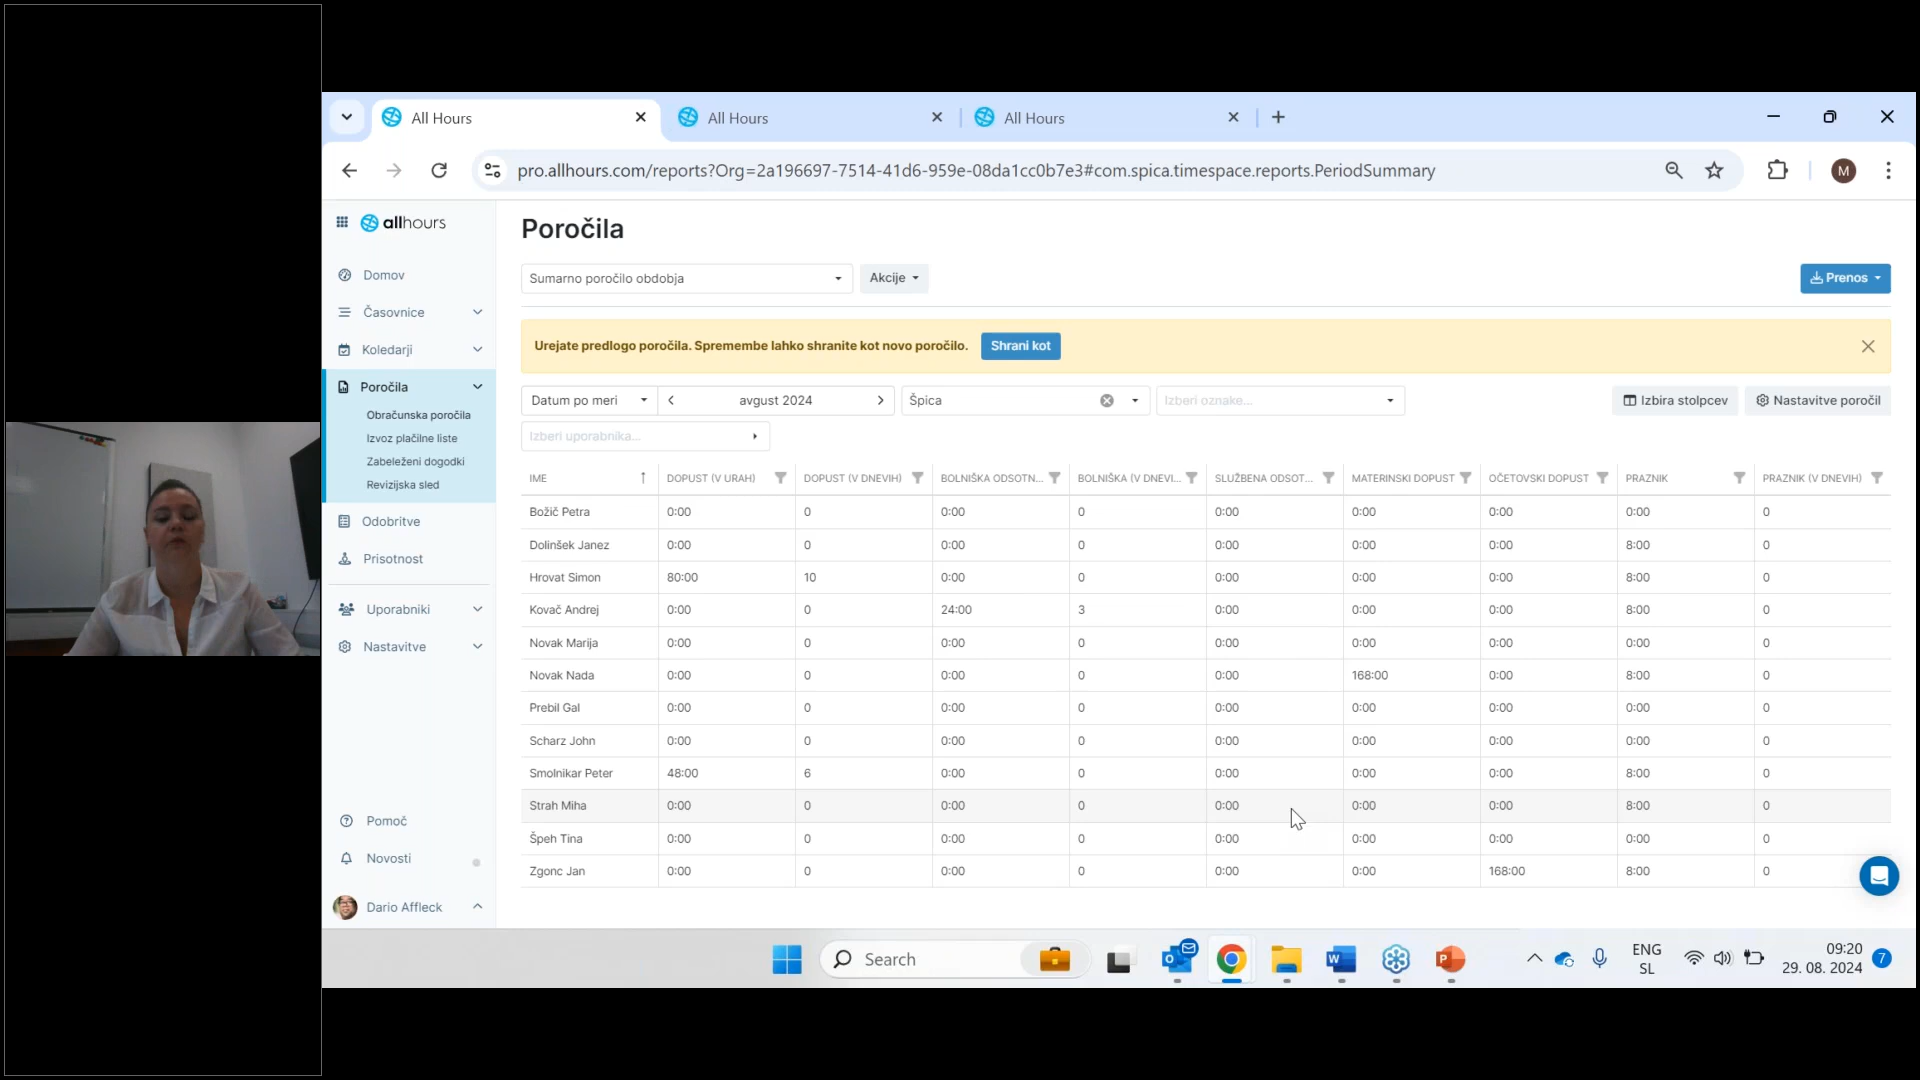 All Hours
All Hours
All Hours
pro.allhours.com/reports?Org=2a196697-7514-41d6-959e-08da1cc0b7e3#com.spica.timespace.reports.PeriodSummary
M
allhours
Domov
Časovnice
Koledarji
Poročila
Obračunska poročila
Izvoz plačilne liste
Zabeleženi dogodki
Revizijska sled
Odobritve
Prisotnost
Uporabniki
Nastavitve
Pomoč
Novosti
Dario Affleck
Poročila
Sumarno poročilo obdobja
Akcije
Prenos
Urejate predlogo poročila. Spremembe lahko shranite kot novo poročilo.
Shrani kot
Datum po meri
avgust 2024
Špica
Izberi oznake...
Izbira stolpcev
Nastavitve poročil
Izberi uporabnika...
IME DOPUST (V URAH) DOPUST (V DNEVIH) BOLNIŠKA ODSOTN... BOLNIŠKA (V DNEVI... SLUŽBENA ODSOT... MATERINSKI DOPUST OČETOVSKI DOPUST PRAZNIK PRAZNIK (V DNEVIH)
Božič Petra 0:00 0 0:00 0 0:00 0:00 0:00 0:00 0
Dolinšek Janez 0:00 0 0:00 0 0:00 0:00 0:00 8:00 0
Hrovat Simon 80:00 10 0:00 0 0:00 0:00 0:00 8:00 0
Kovač Andrej 0:00 0 24:00 3 0:00 0:00 0:00 8:00 0
Novak Marija 0:00 0 0:00 0 0:00 0:00 0:00 0:00 0
Novak Nada 0:00 0 0:00 0 0:00 168:00 0:00 8:00 0
Prebil Gal 0:00 0 0:00 0 0:00 0:00 0:00 0:00 0
Scharz John 0:00 0 0:00 0 0:00 0:00 0:00 0:00 0
Smolnikar Peter 48:00 6 0:00 0 0:00 0:00 0:00 8:00 0
Strah Miha 0:00 0 0:00 0 0:00 0:00 0:00 8:00 0
Špeh Tina 0:00 0 0:00 0 0:00 0:00 0:00 0:00 0
Zgonc Jan 0:00 0 0:00 0 0:00 0:00 168:00 8:00 0
Search
ENG
SL
09:20
29. 08. 2024
7